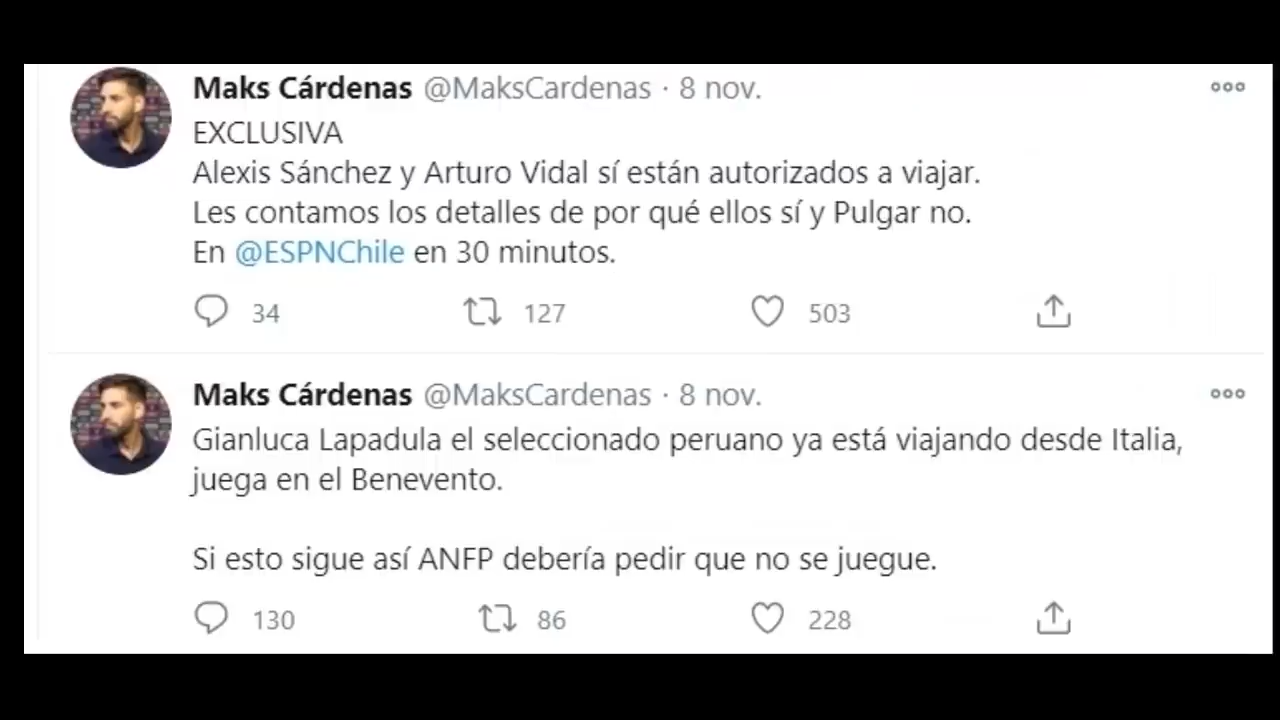 Maks Cárdenas @MaksCardenas · 8 nov.
EXCLUSIVA
Alexis Sánchez y Arturo Vidal sí están autorizados a viajar.
Les contamos los detalles de por qué ellos sí y Pulgar no.
En @ESPNChile en 30 minutos.
34 127 503
Maks Cárdenas @MaksCardenas · 8 nov.
Gianluca Lapadula el seleccionado peruano ya está viajando desde Italia,
juega en el Benevento.
Si esto sigue así ANFP debería pedir que no se juegue.
130 86 228